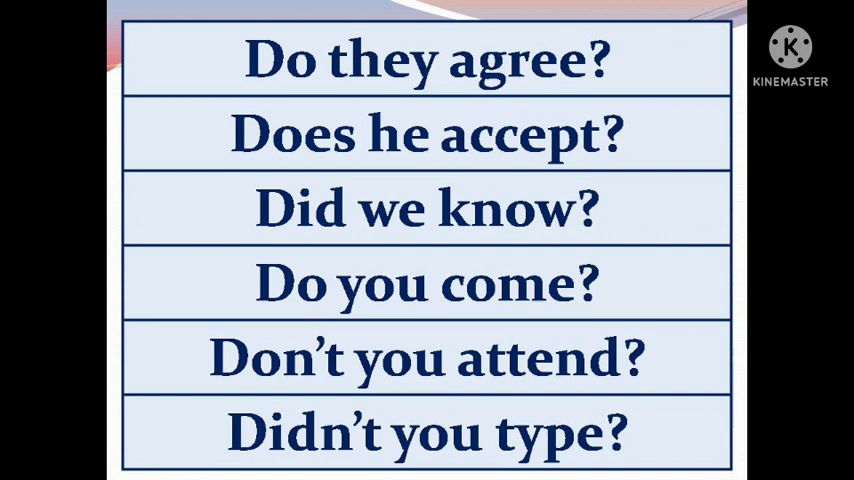 Do they agree?
Does he accept?
Did we know?
Do you come?
Don’t you attend?
Didn’t you type?
K
KINEMASTER